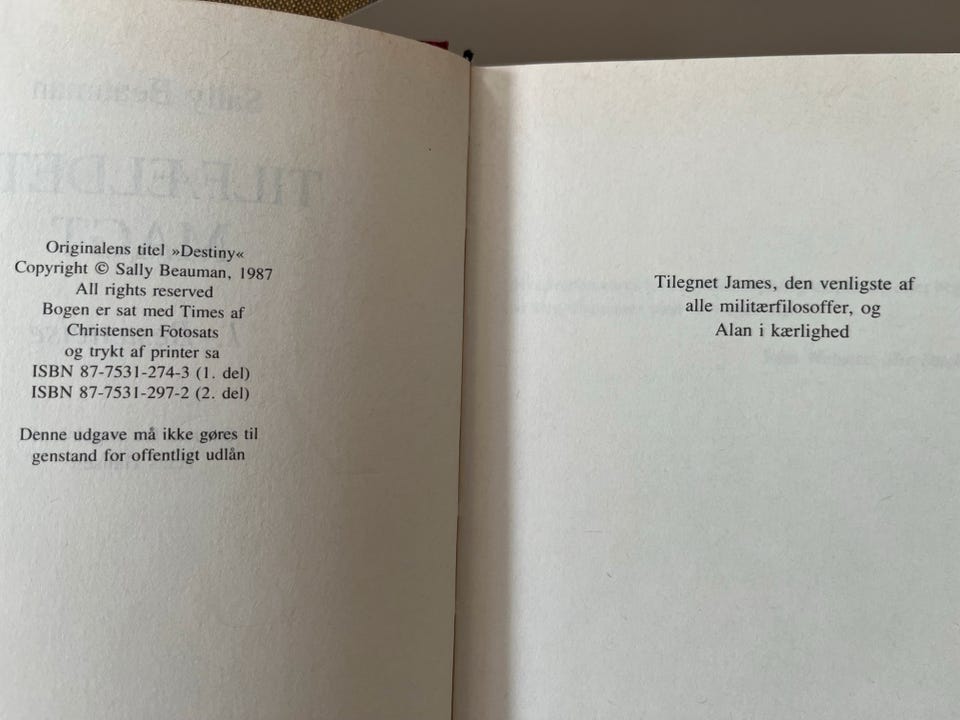 Originalens titel »Destiny«
Copyright © Sally Beauman, 1987
All rights reserved
Bogen er sat med Times af
Christensen Fotosats
og trykt af printer sa
ISBN 87-7531-274-3 (1. del)
ISBN 87-7531-297-2 (2. del)
Denne udgave må ikke gøres til
genstand for offentligt udlån
Tilegnet James, den venligste af
alle militærfilosoffer, og
Alan i kærlighed